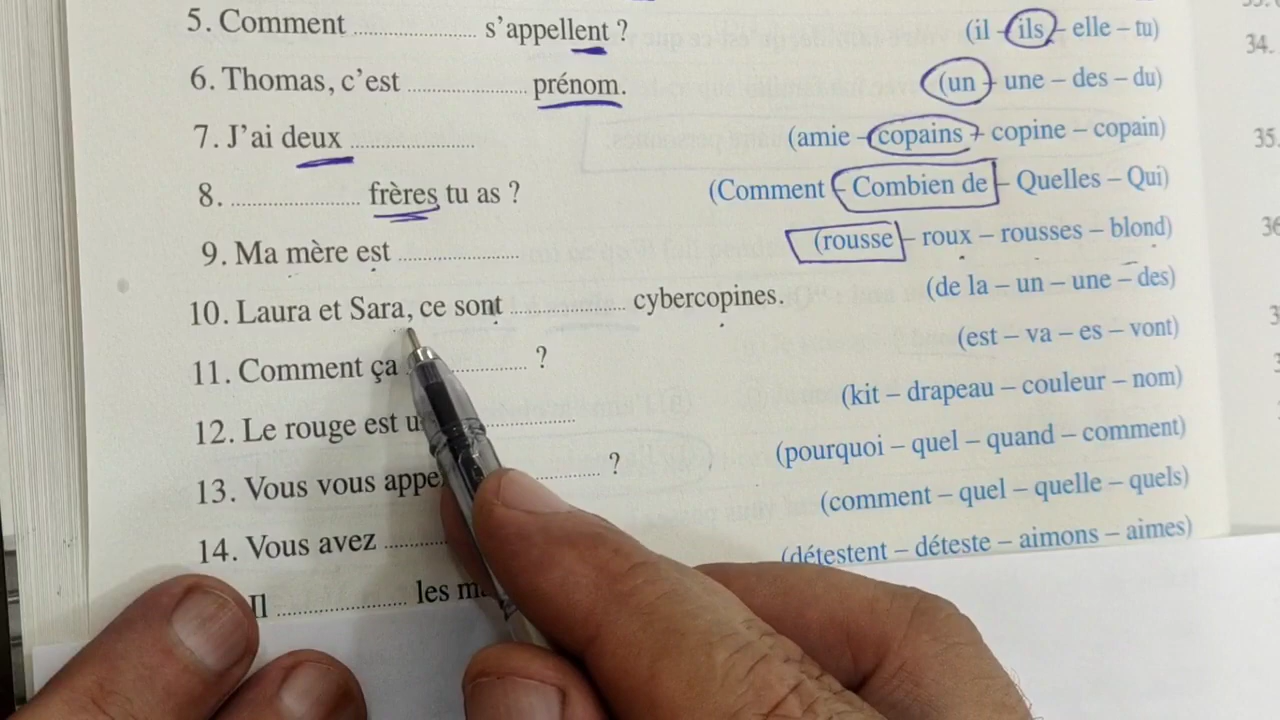 5. Comment ........................ s'appellent ? (il – ils – elle – tu)
6. Thomas, c'est ........................ prénom. (un – une – des – du)
7. J'ai deux ........................ (amie – copains – copine – copain)
8. ........................ frères tu as ? (Comment – Combien de – Quelles – Qui)
9. Ma mère est ........................ (rousse – roux – rousses – blond)
10. Laura et Sara, ce sont ........................ cybercopines. (de la – un – une – des)
11. Comment ça ........................ ? (est – va – es – vont)
12. Le rouge est ........................ (kit – drapeau – couleur – nom)
13. Vous vous ........................ ? (pourquoi – quel – quand – comment)
14. Vous avez ........................ (comment – quel – quelle – quels)
Il ........................ les (détestent – déteste – aimons – aimes)
34.
35.
36